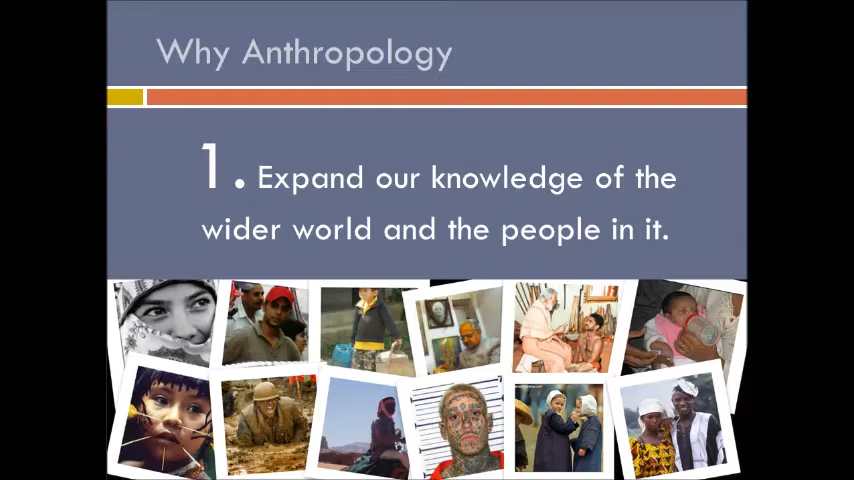 Why Anthropology
1. Expand our knowledge of the
wider world and the people in it.